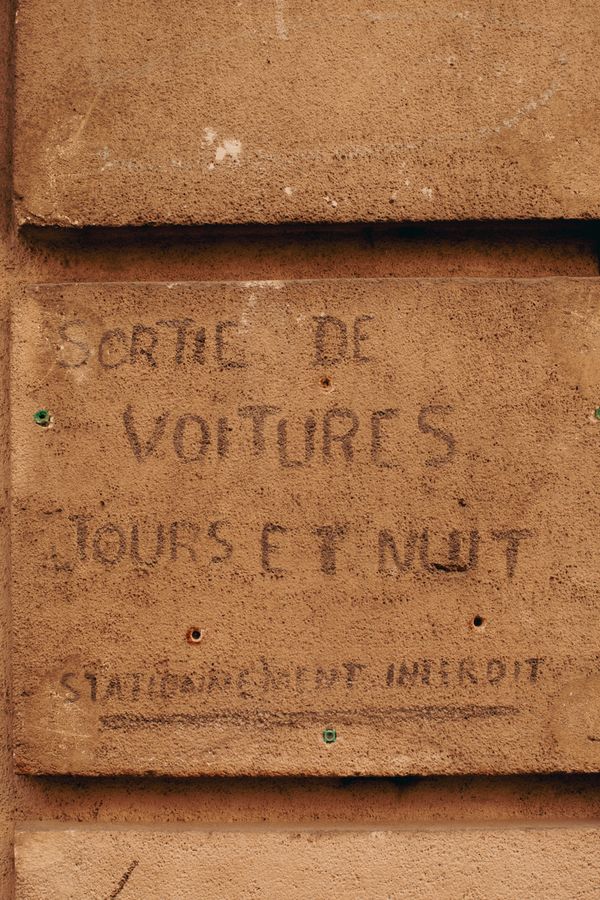 SORTIE DE
VOITURES
JOURS ET NUIT
STATIONNEMENT INTERDIT